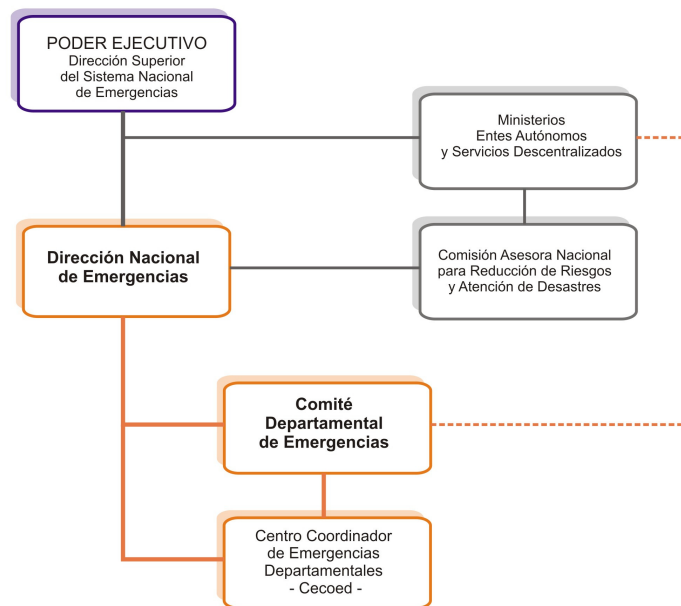 PODER EJECUTIVO
Dirección Superior
del Sistema Nacional
de Emergencias
Ministerios
Entes Autónomos
y Servicios Descentralizados
Dirección Nacional
de Emergencias
Comisión Asesora Nacional
para Reducción de Riesgos
y Atención de Desastres
Comité
Departamental
de Emergencias
Centro Coordinador
de Emergencias
Departamentales
- Cecoed -